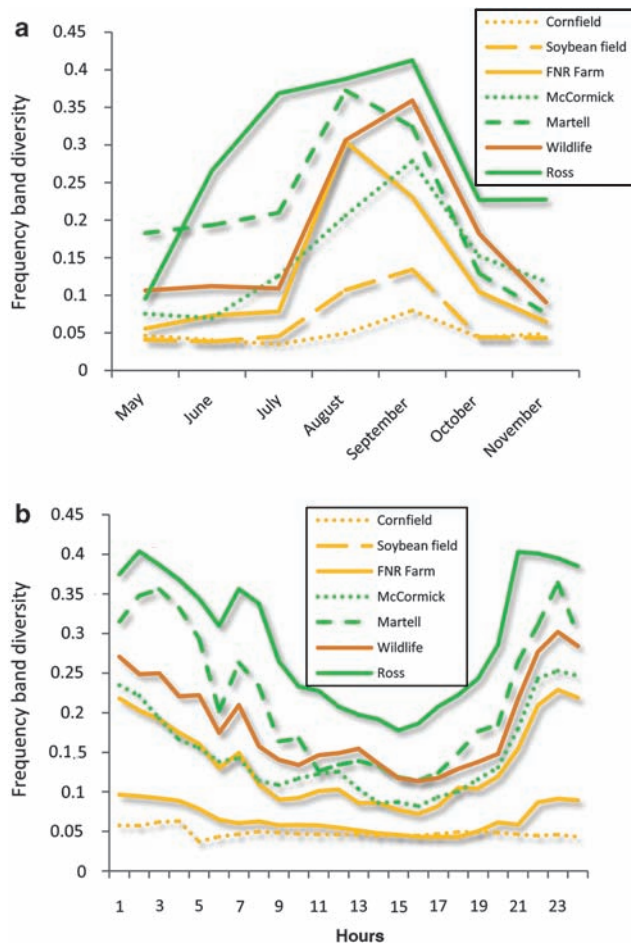 a
Frequency band diversity
0.45
0.4
0.35
0.3
0.25
0.2
0.15
0.1
0.05
0
May
June
July
August
September
October
November
Cornfield
Soybean field
FNR Farm
McCormick
Martell
Wildlife
Ross
b
Frequency band diversity
0.45
0.4
0.35
0.3
0.25
0.2
0.15
0.1
0.05
0
Cornfield
Soybean field
FNR Farm
McCormick
Martell
Wildlife
Ross
1 3 5 7 9 11 13 15 17 19 21 23
Hours